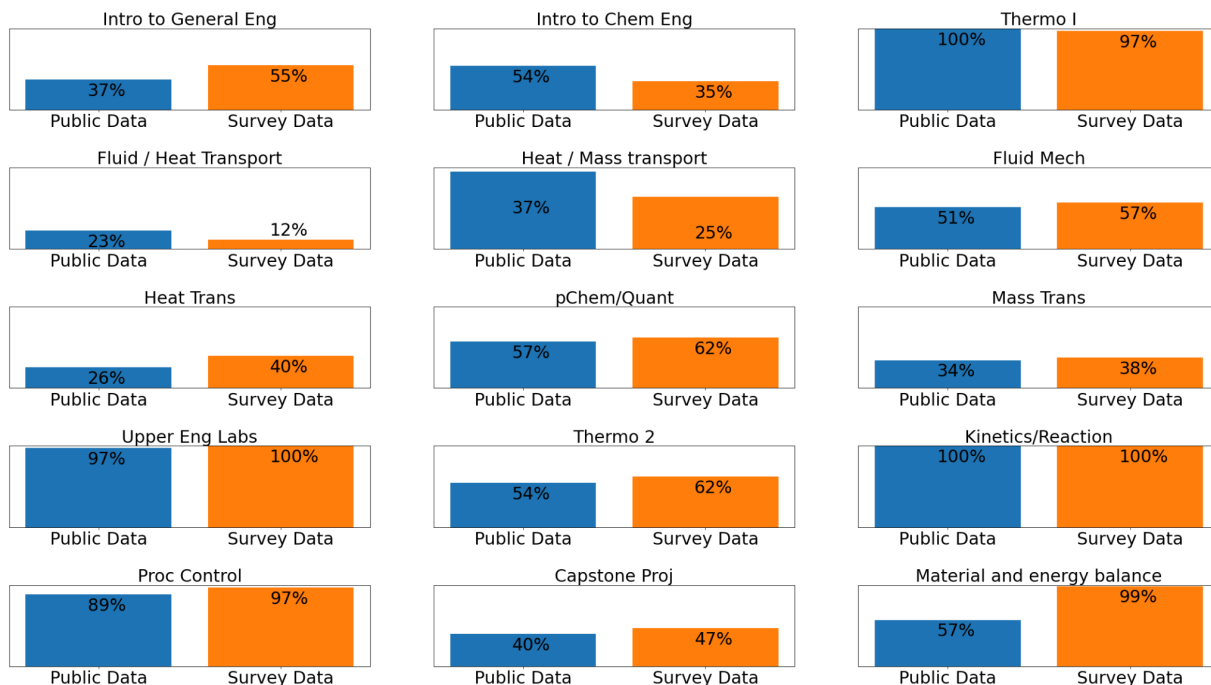 Intro to General Eng
37%
55%
Public Data
Survey Data
Intro to Chem Eng
54%
35%
Public Data
Survey Data
Thermo I
100%
97%
Public Data
Survey Data
Fluid / Heat Transport
23%
12%
Public Data
Survey Data
Heat / Mass transport
37%
25%
Public Data
Survey Data
Fluid Mech
51%
57%
Public Data
Survey Data
Heat Trans
26%
40%
Public Data
Survey Data
pChem/Quant
57%
62%
Public Data
Survey Data
Mass Trans
34%
38%
Public Data
Survey Data
Upper Eng Labs
97%
100%
Public Data
Survey Data
Thermo 2
54%
62%
Public Data
Survey Data
Kinetics/Reaction
100%
100%
Public Data
Survey Data
Proc Control
89%
97%
Public Data
Survey Data
Capstone Proj
40%
47%
Public Data
Survey Data
Material and energy balance
57%
99%
Public Data
Survey Data